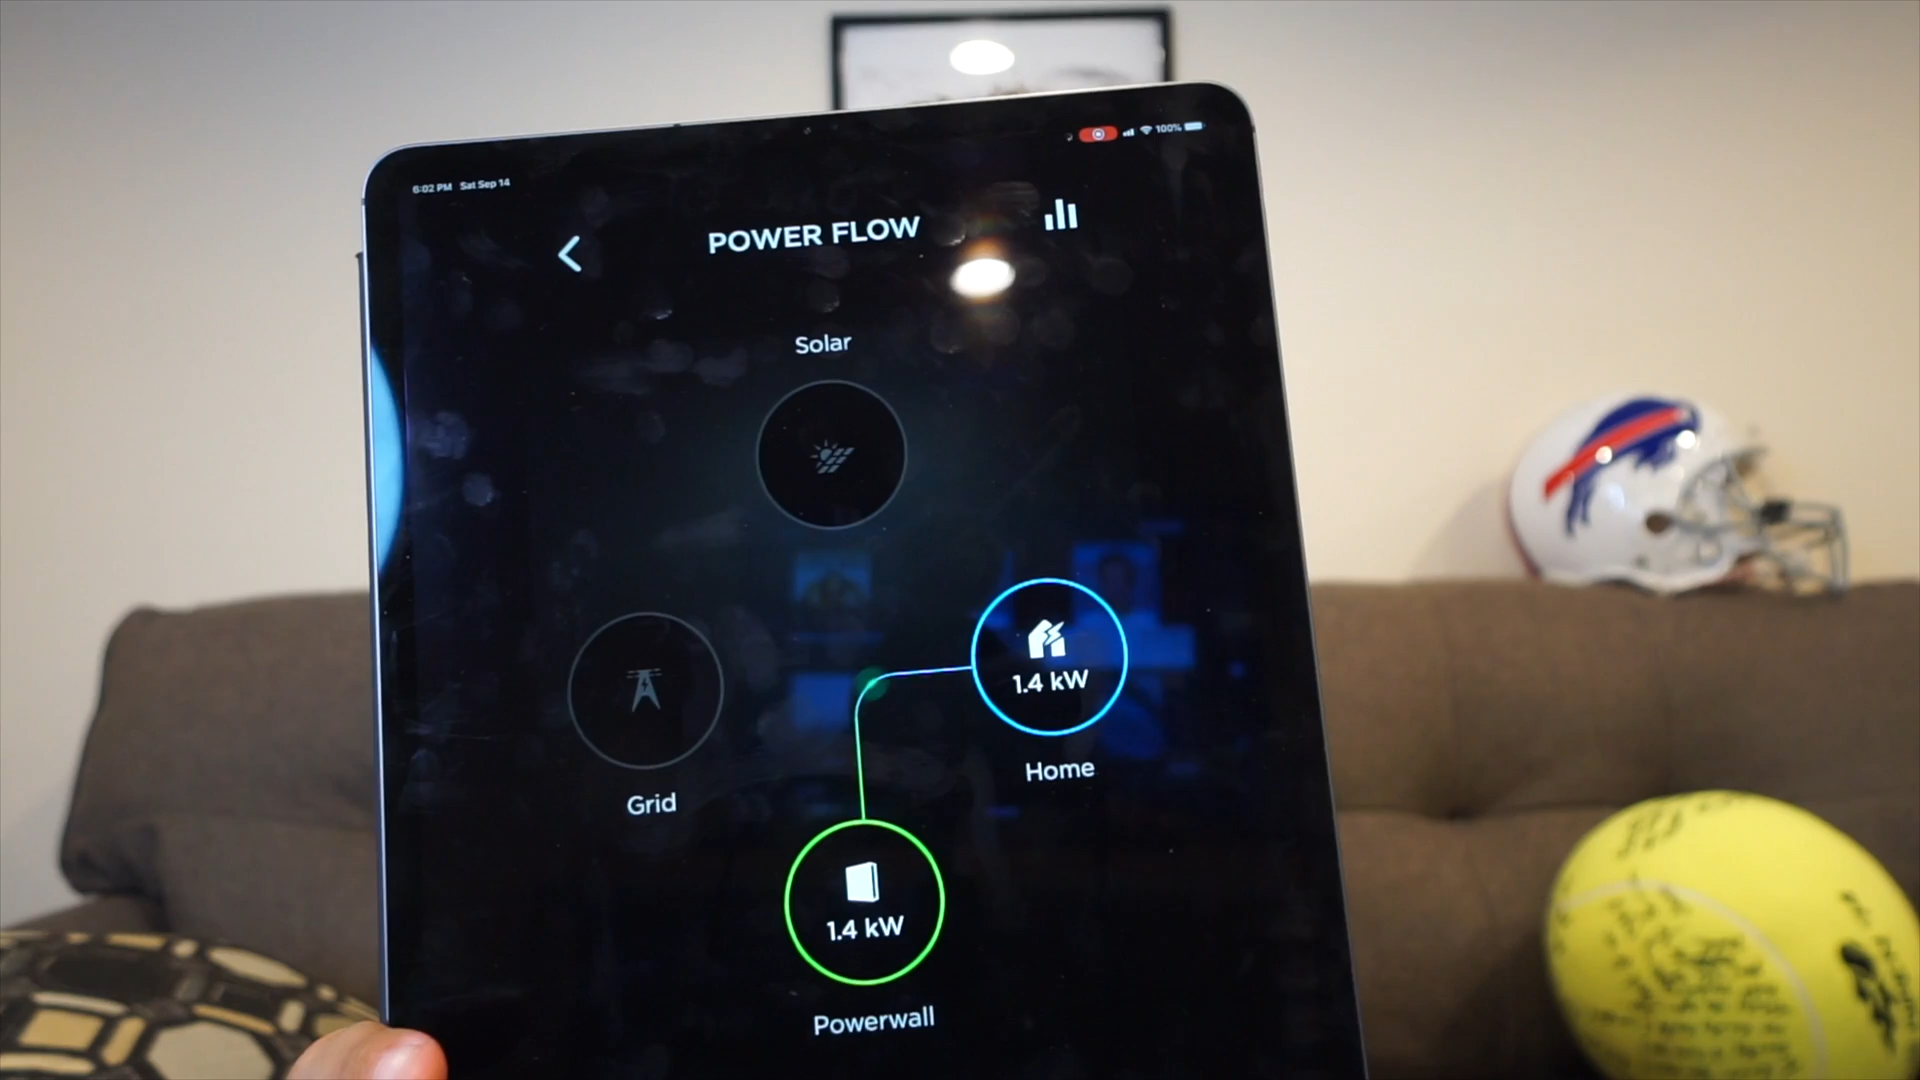 6:02 PM Sat Sep 14
100%
POWER FLOW
Solar
1.4 kW
Home
Grid
1.4 kW
Powerwall